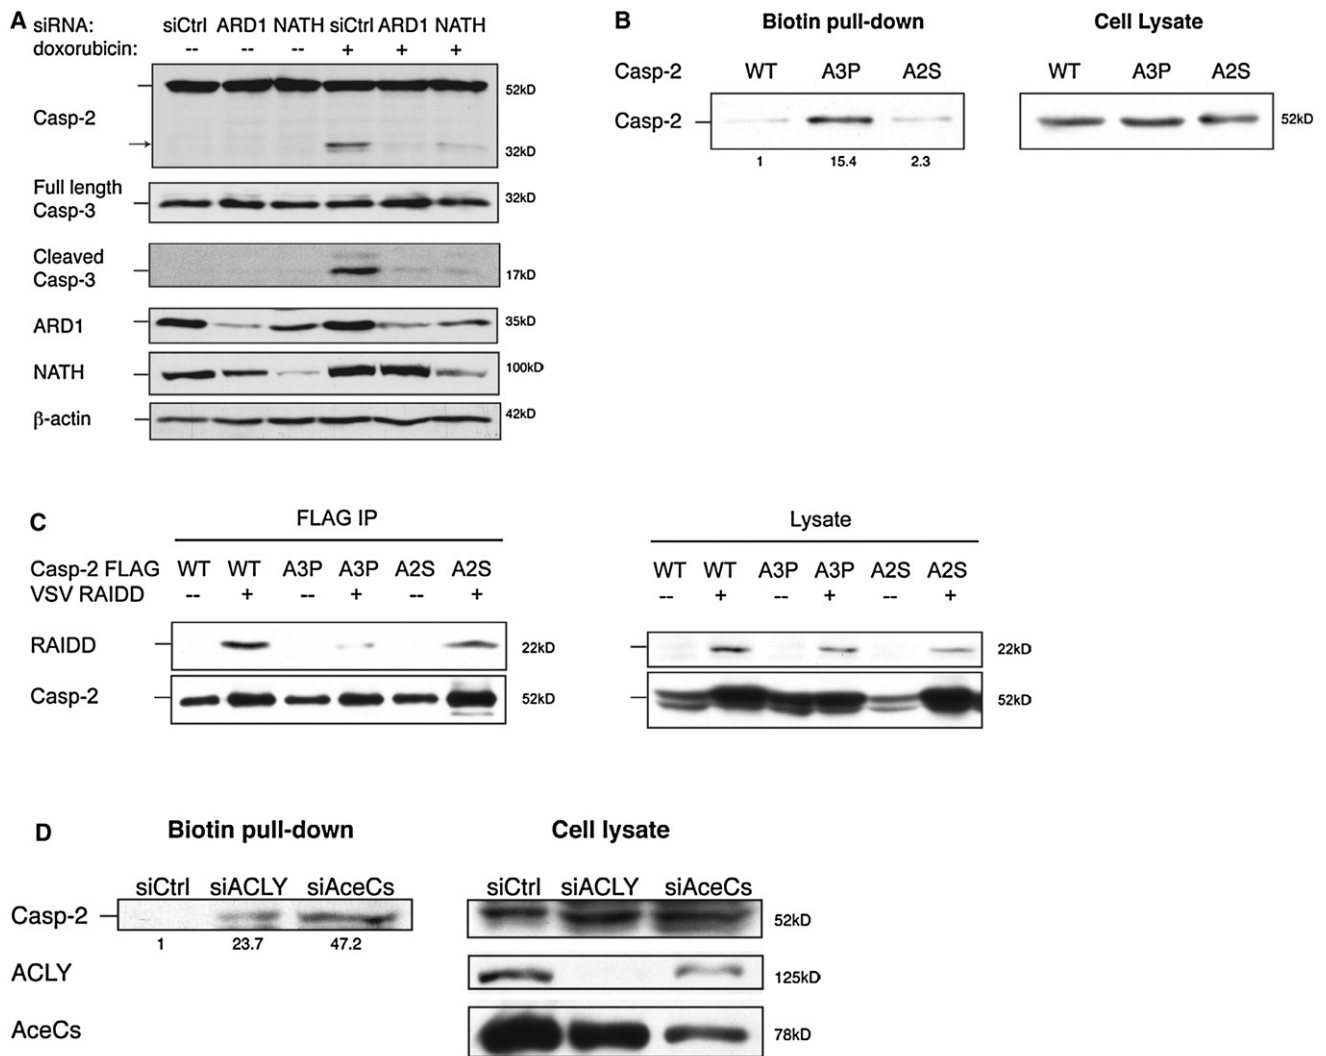 A
siRNA: siCtrl ARD1 NATH siCtrl ARD1 NATH
doxorubicin: -- -- -- + + +
Casp-2
52kD
32kD
Full length
Casp-3
32kD
Cleaved
Casp-3
17kD
ARD1
35kD
NATH
100kD
β-actin
42kD
B
Biotin pull-down Cell Lysate
Casp-2 WT A3P A2S WT A3P A2S
Casp-2
52kD
1 15.4 2.3
C
FLAG IP Lysate
Casp-2 FLAG WT WT A3P A3P A2S A2S WT WT A3P A3P A2S A2S
VSV RAIDD -- + -- + -- + -- + -- + -- +
RAIDD 22kD 22kD
Casp-2 52kD 52kD
D
Biotin pull-down Cell lysate
siCtrl siACLY siAceCs siCtrl siACLY siAceCs
Casp-2 52kD
1 23.7 47.2
ACLY 125kD
AceCs 78kD